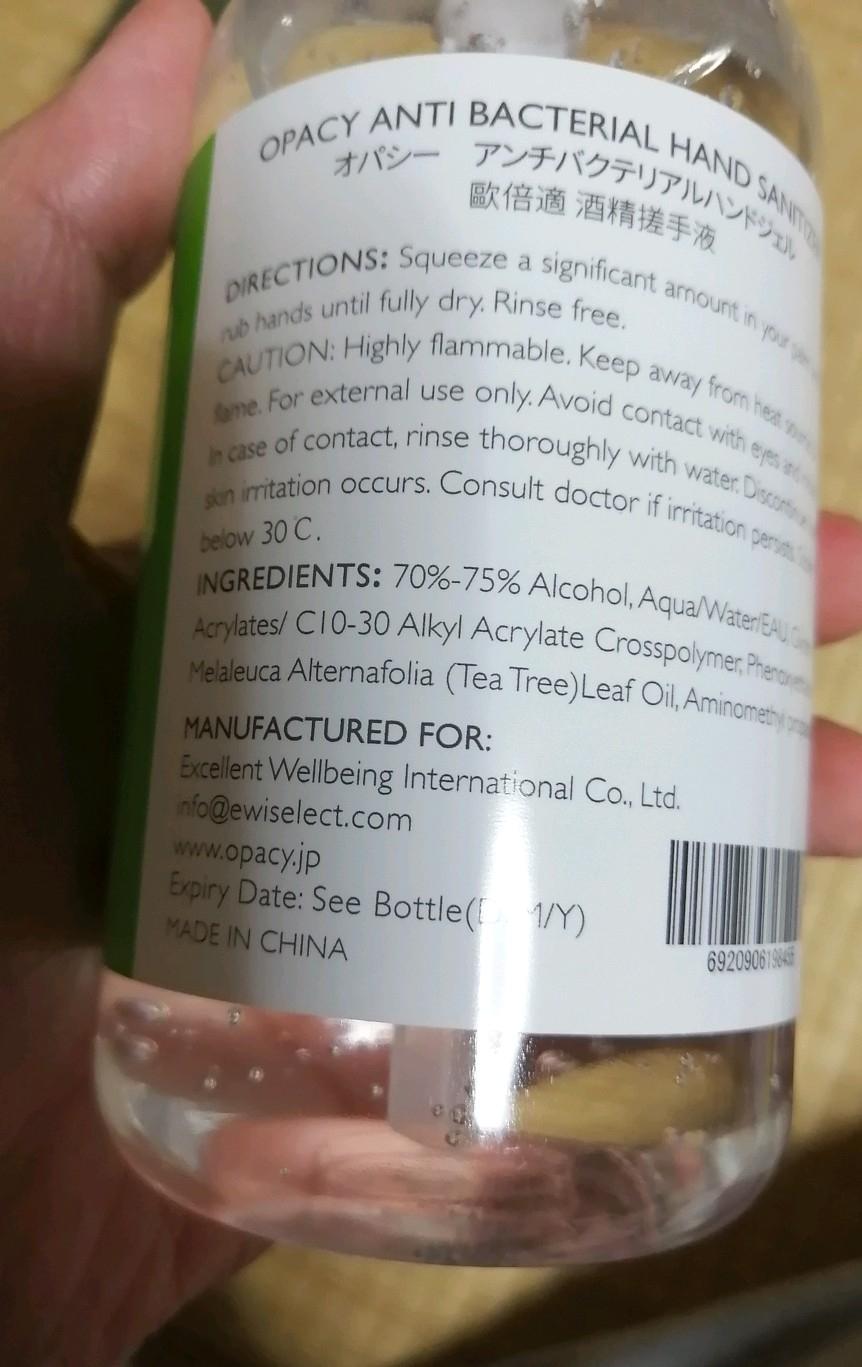 OPACY ANTI BACTERIAL HAND SANITIZ
オパシー アンチバクテリアルハンドジェル
歐倍適 酒精搓手液
DIRECTIONS: Squeeze a significant amount in your
rub hands until fully dry. Rinse free.
CAUTION: Highly flammable. Keep away from heat
flame. For external use only. Avoid contact with eyes and
In case of contact, rinse thoroughly with water. Discontin
skin irritation occurs. Consult doctor if irritation persists.
below 30℃.
INGREDIENTS: 70%-75% Alcohol, Aqua/Water/EAU,
Acrylates/ C10-30 Alkyl Acrylate Crosspolymer,
Melaleuca Alternafolia (Tea Tree)Leaf Oil, Aminomethyl
MANUFACTURED FOR:
Excellent Wellbeing International Co., Ltd.
info@ewiselect.com
www.opacy.jp
Expiry Date: See Bottle(D/M/Y)
MADE IN CHINA